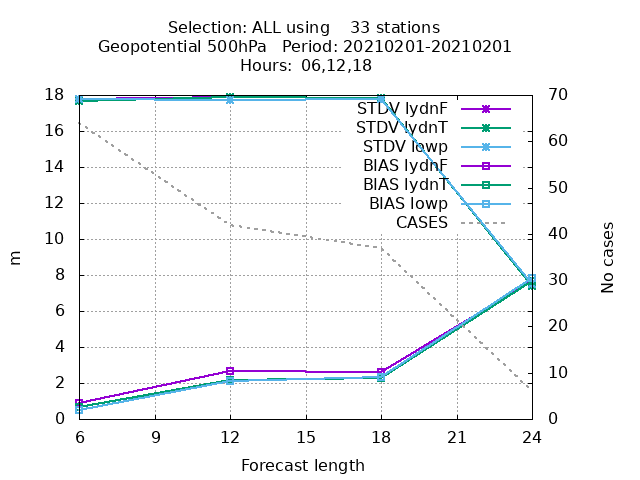 Selection: ALL using    33 stations
Geopotential 500hPa   Period: 20210201-20210201
Hours:  06,12,18
18
16
14
12
10
8
6
4
2
0
m
STDV lydnF
STDV lydnT
STDV lowp
BIAS lydnF
BIAS lydnT
BIAS lowp
CASES
70
60
50
40
30
20
10
0
No cases
6 9 12 15 18 21 24
Forecast length